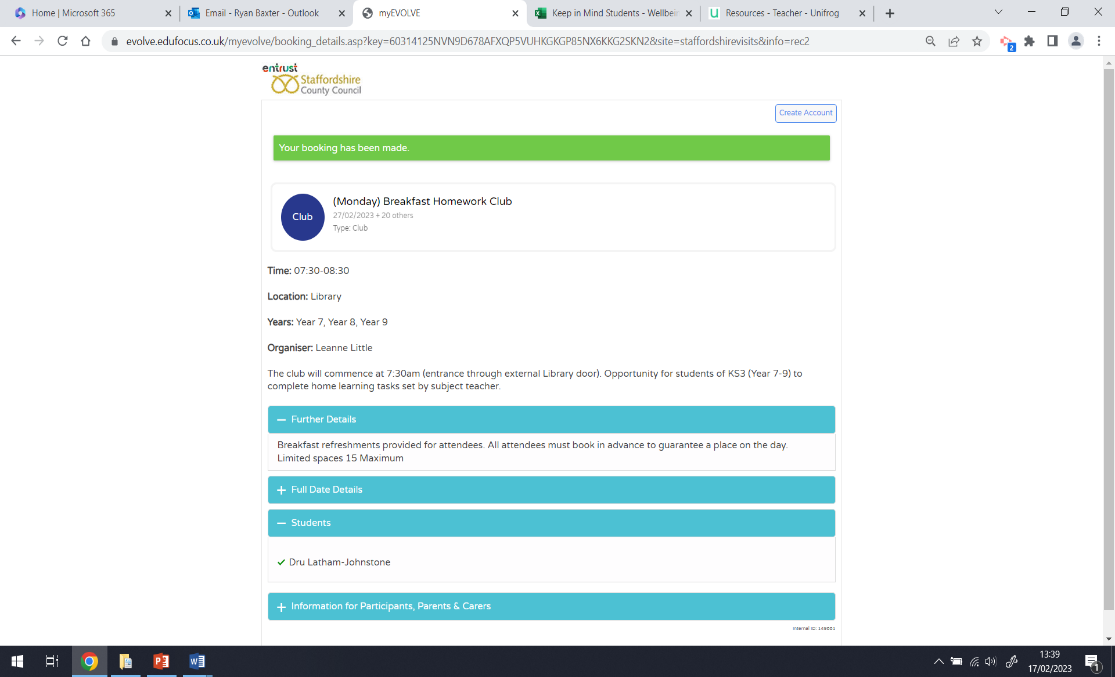 Home | Microsoft 365
Email - Ryan Baxter - Outlook
myEVOLVE
Keep in Mind Students - Wellbein
Resources - Teacher - Unifrog
evolve.edufocus.co.uk/myevolve/booking_details.asp?key=60314125NVN9D678AFXQP5VUHKGKGP85NX6KKG2SKN2&site=staffordshirevisits&info=rec2
2
entrust
Staffordshire
County Council
Create Account
Your booking has been made.
Club
(Monday) Breakfast Homework Club
27/02/2023 + 20 others
Type: Club
Time: 07:30-08:30
Location: Library
Years: Year 7, Year 8, Year 9
Organiser: Leanne Little
The club will commence at 7:30am (entrance through external Library door). Opportunity for students of KS3 (Year 7-9) to
complete home learning tasks set by subject teacher.
Further Details
Breakfast refreshments provided for attendees. All attendees must book in advance to guarantee a place on the day.
Limited spaces 15 Maximum
Full Date Details
Students
Dru Latham-Johnstone
Information for Participants, Parents & Carers
Internal ID:
13:39
17/02/2023
1